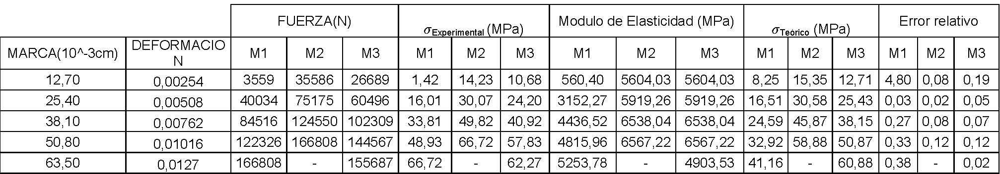 FUERZA(N) σExperimental (MPa) Modulo de Elasticidad (MPa) σTeórico (MPa) Error relativo
MARCA(10^-3cm) DEFORMACIO
N M1 M2 M3 M1 M2 M3 M1 M2 M3 M1 M2 M3 M1 M2 M3
12,70 0,00254 3559 35586 26689 1,42 14,23 10,68 560,40 5604,03 5604,03 8,25 15,35 12,71 4,80 0,08 0,19
25,40 0,00508 40034 75175 60496 16,01 30,07 24,20 3152,27 5919,26 5919,26 16,51 30,58 25,43 0,03 0,02 0,05
38,10 0,00762 84516 124550 102309 33,81 49,82 40,92 4436,52 6538,04 6538,04 24,59 45,87 38,15 0,27 0,08 0,07
50,80 0,01016 122326 166808 144567 48,93 66,72 57,83 4815,96 6567,22 6567,22 32,92 58,88 50,87 0,33 0,12 0,12
63,50 0,0127 166808 - 155687 66,72 - 62,27 5253,78 - 4903,53 41,16 - 60,88 0,38 - 0,02